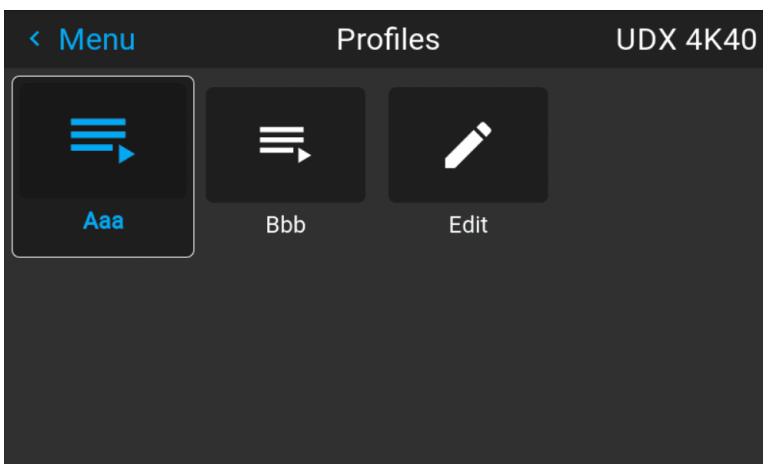 Menu
Profiles
UDX 4K40
Aaa
Bbb
Edit